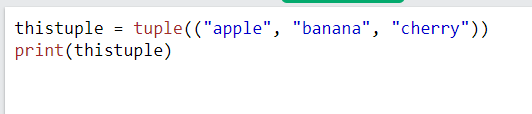 thistuple = tuple(("apple", "banana", "cherry"))
print(thistuple)